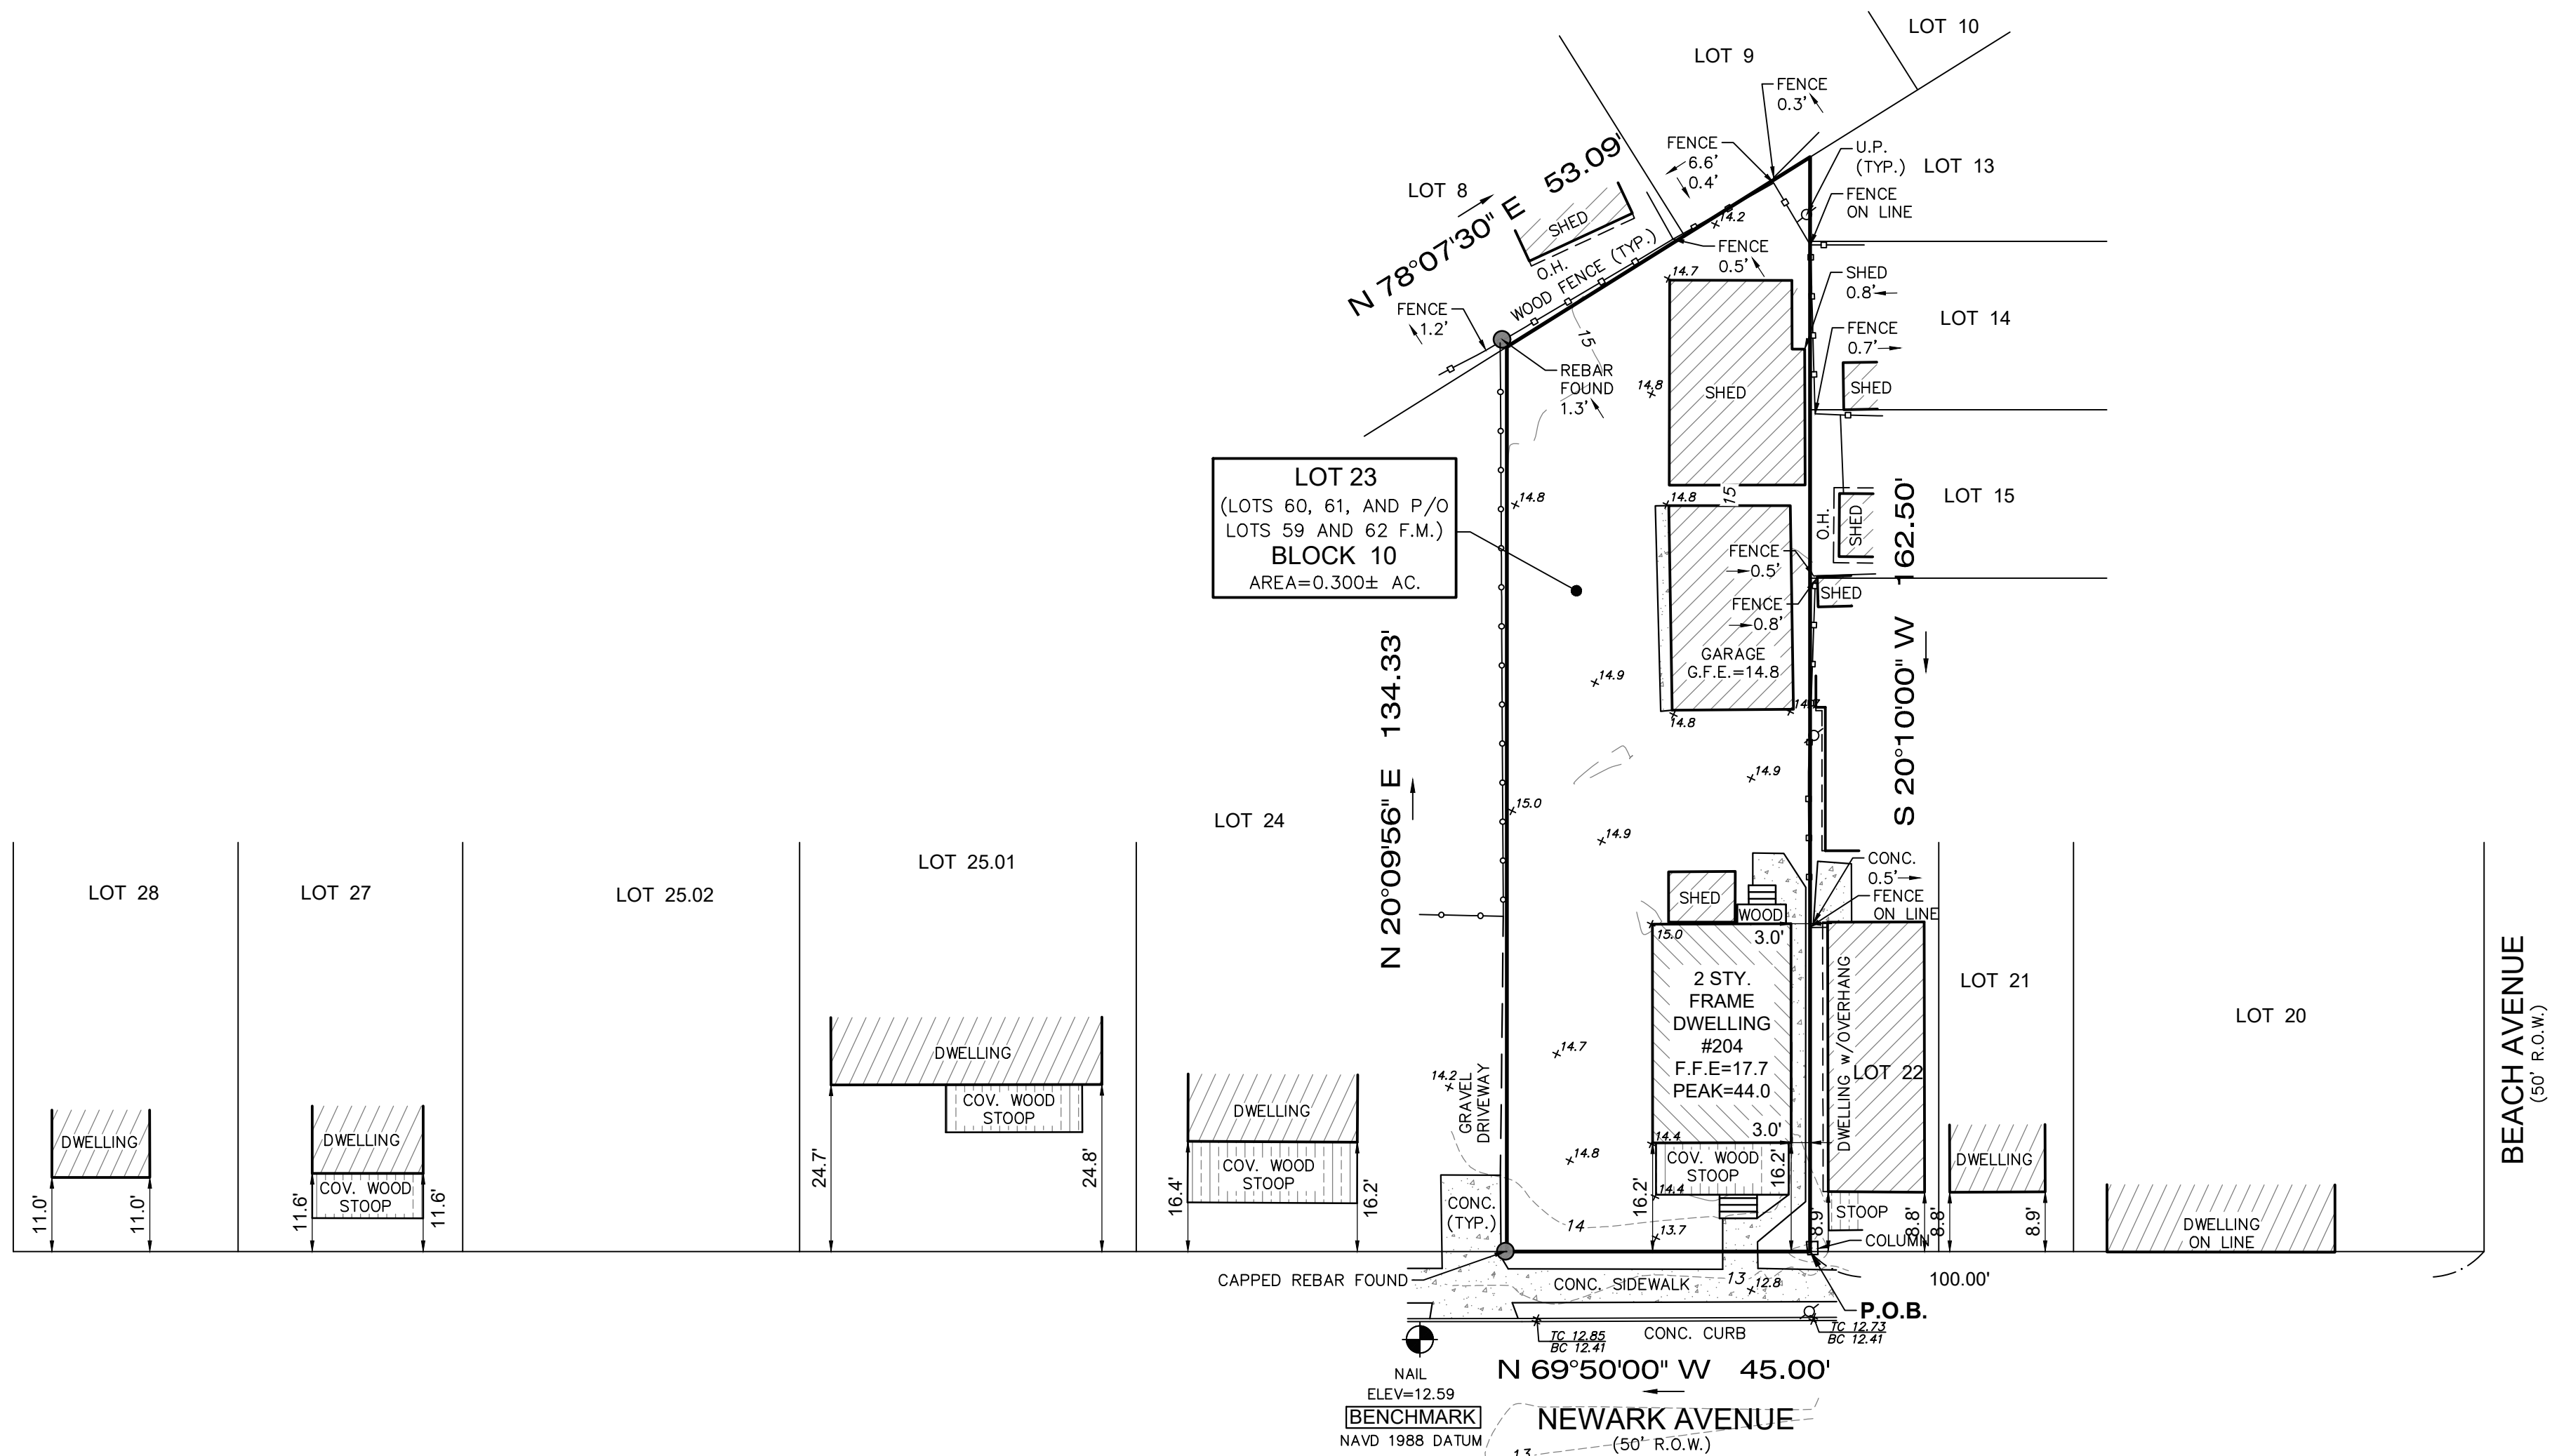 LOT 10
LOT 9
FENCE
0.3'
FENCE
6.6'
0.4'
U.P.
(TYP.)
LOT 13
FENCE
ON LINE
LOT 8
N 78°07'30" E 53.09'
SHED
O.H.
WOOD FENCE (TYP.)
14.2
FENCE
0.5'
14.7
SHED
0.8'
FENCE
1.2'
15
LOT 14
FENCE
0.7'
REBAR
FOUND
1.3'
14.8
SHED
SHED
LOT 23
(LOTS 60, 61, AND P/O
LOTS 59 AND 62 F.M.)
BLOCK 10
AREA=0.300± AC.
14.8
14.8
15
LOT 15
O.H.
SHED
S 20°10'00" W 162.50'
FENCE
0.5'
SHED
FENCE
0.8'
GARAGE
G.F.E.=14.8
14.9
14.8
N 20°09'56" E 134.33'
14.9
15.0
14.9
LOT 24
LOT 25.01
LOT 28
LOT 27
LOT 25.02
CONC.
0.5'
FENCE
ON LINE
SHED
WOOD
15.0
3.0'
2 STY.
FRAME
DWELLING
#204
F.F.E=17.7
PEAK=44.0
DWELLING w/OVERHANG
LOT 22
LOT 21
LOT 20
BEACH AVENUE
(50' R.O.W.)
14.7
14.2
GRAVEL
DRIVEWAY
DWELLING
COV. WOOD
STOOP
DWELLING
COV. WOOD
STOOP
DWELLING
DWELLING
COV. WOOD
STOOP
14.4
3.0'
COV. WOOD
STOOP
14.8
14.4
DWELLING
11.0'
11.0'
11.6'
11.6'
24.7'
24.8'
16.4'
16.2'
16.2'
16.2'
8.9'
8.8'
8.8'
8.9'
CONC.
(TYP.)
14
13.7
STOOP
COLUMN
DWELLING
ON LINE
CAPPED REBAR FOUND
CONC. SIDEWALK
13
12.8
100.00'
P.O.B.
TC 12.85
BC 12.41
CONC. CURB
TC 12.73
BC 12.41
N 69°50'00" W 45.00'
NAIL
ELEV=12.59
BENCHMARK
NAVD 1988 DATUM
NEWARK AVENUE
(50' R.O.W.)
13